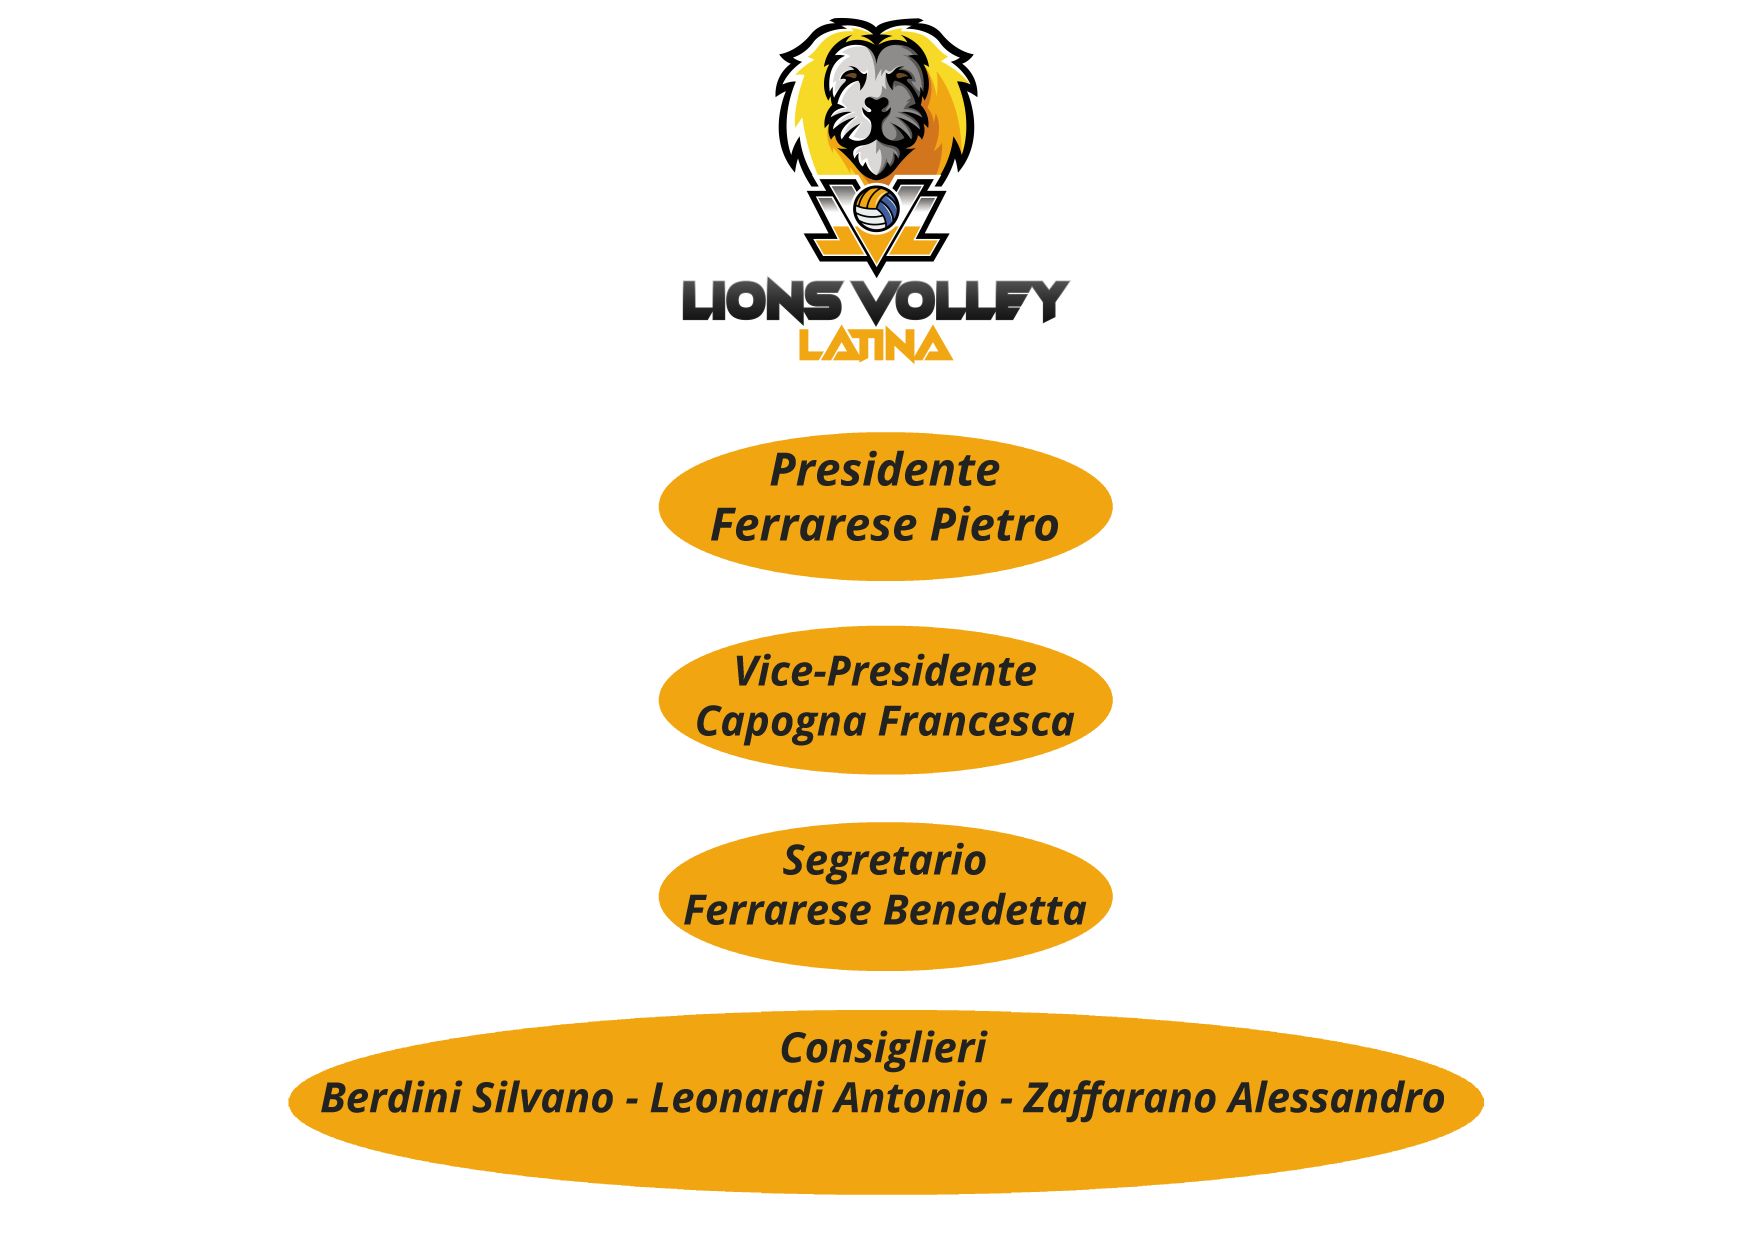 LIONS VOLLEY
LATINA
Presidente
Ferrarese Pietro
Vice-Presidente
Capogna Francesca
Segretario
Ferrarese Benedetta
Consiglieri
Berdini Silvano - Leonardi Antonio - Zaffarano Alessandro